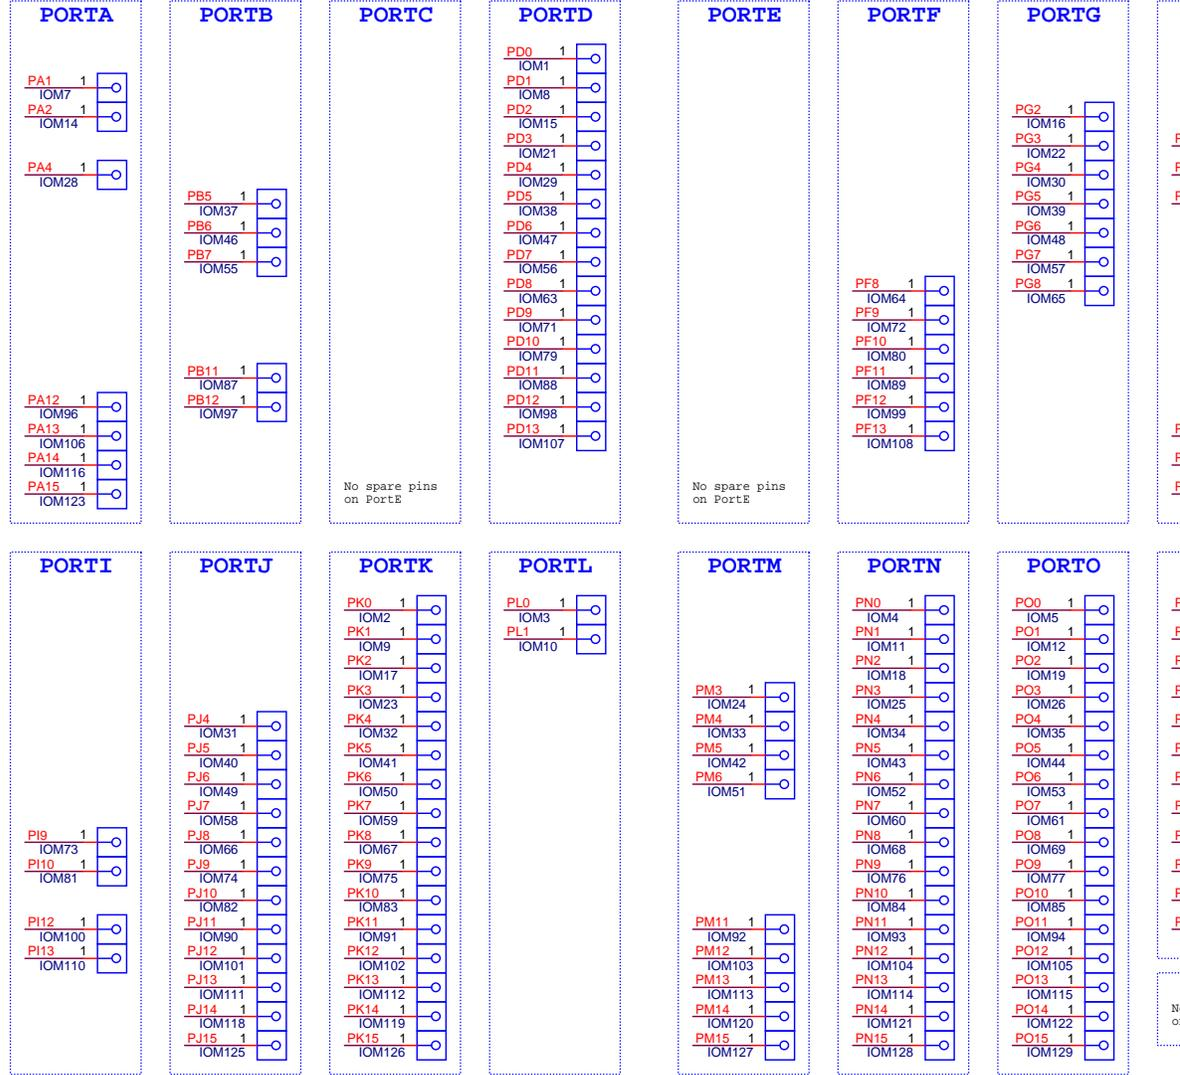 PORTA
PA1 1
IOM7
PA2 1
IOM14
PA4 1
IOM28
PA12 1
IOM96
PA13 1
IOM106
PA14 1
IOM116
PA15 1
IOM123
PORTB
PB5 1
IOM37
PB6 1
IOM46
PB7 1
IOM55
PB11 1
IOM87
PB12 1
IOM97
PORTC
No spare pins
on PortE
PORTD
PD0 1
IOM1
PD1 1
IOM8
PD2 1
IOM15
PD3 1
IOM21
PD4 1
IOM29
PD5 1
IOM38
PD6 1
IOM47
PD7 1
IOM56
PD8 1
IOM63
PD9 1
IOM71
PD10 1
IOM79
PD11 1
IOM88
PD12 1
IOM98
PD13 1
IOM107
PORTE
No spare pins
on PortE
PORTF
PF8 1
IOM64
PF9 1
IOM72
PF10 1
IOM80
PF11 1
IOM89
PF12 1
IOM99
PF13 1
IOM108
PORTG
PG2 1
IOM16
PG3 1
IOM22
PG4 1
IOM30
PG5 1
IOM39
PG6 1
IOM48
PG7 1
IOM57
PG8 1
IOM65
PORTI
PI9 1
IOM73
PI10 1
IOM81
PI12 1
IOM100
PI13 1
IOM110
PORTJ
PJ4 1
IOM31
PJ5 1
IOM40
PJ6 1
IOM49
PJ7 1
IOM58
PJ8 1
IOM66
PJ9 1
IOM74
PJ10 1
IOM82
PJ11 1
IOM90
PJ12 1
IOM101
PJ13 1
IOM111
PJ14 1
IOM118
PJ15 1
IOM125
PORTK
PK0 1
IOM2
PK1 1
IOM9
PK2 1
IOM17
PK3 1
IOM23
PK4 1
IOM32
PK5 1
IOM41
PK6 1
IOM50
PK7 1
IOM59
PK8 1
IOM67
PK9 1
IOM75
PK10 1
IOM83
PK11 1
IOM91
PK12 1
IOM102
PK13 1
IOM112
PK14 1
IOM119
PK15 1
IOM126
PORTL
PL0 1
IOM3
PL1 1
IOM10
PORTM
PM3 1
IOM24
PM4 1
IOM33
PM5 1
IOM42
PM6 1
IOM51
PM11 1
IOM92
PM12 1
IOM103
PM13 1
IOM113
PM14 1
IOM120
PM15 1
IOM127
PORTN
PN0 1
IOM4
PN1 1
IOM11
PN2 1
IOM18
PN3 1
IOM25
PN4 1
IOM34
PN5 1
IOM43
PN6 1
IOM52
PN7 1
IOM60
PN8 1
IOM68
PN9 1
IOM76
PN10 1
IOM84
PN11 1
IOM93
PN12 1
IOM104
PN13 1
IOM114
PN14 1
IOM121
PN15 1
IOM128
PORTO
PO0 1
IOM5
PO1 1
IOM12
PO2 1
IOM19
PO3 1
IOM26
PO4 1
IOM35
PO5 1
IOM44
PO6 1
IOM53
PO7 1
IOM61
PO8 1
IOM69
PO9 1
IOM77
PO10 1
IOM85
PO11 1
IOM94
PO12 1
IOM105
PO13 1
IOM115
PO14 1
IOM122
PO15 1
IOM129